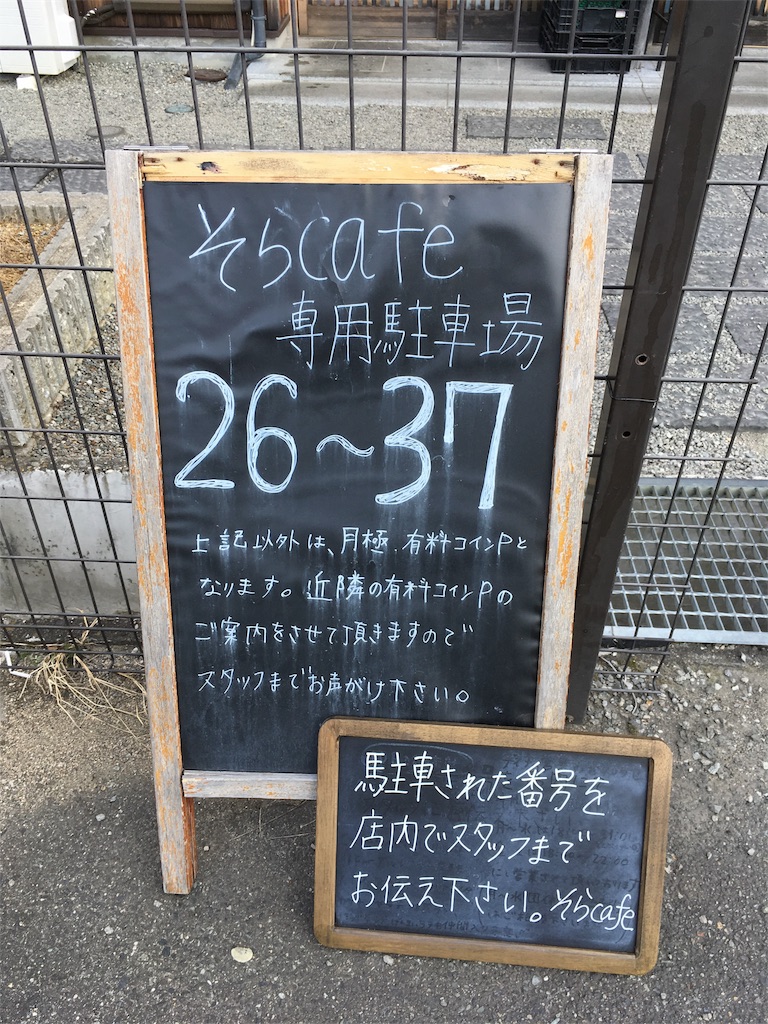 そらcafe
専用駐車場
26～37
上記以外は、月極、有料コインPと
なります。近隣の有料コインPの
ご案内をさせて頂きますので
スタッフまでお声がけ下さい。
駐車された番号を
店内でスタッフまで
お伝え下さい。そらcafe